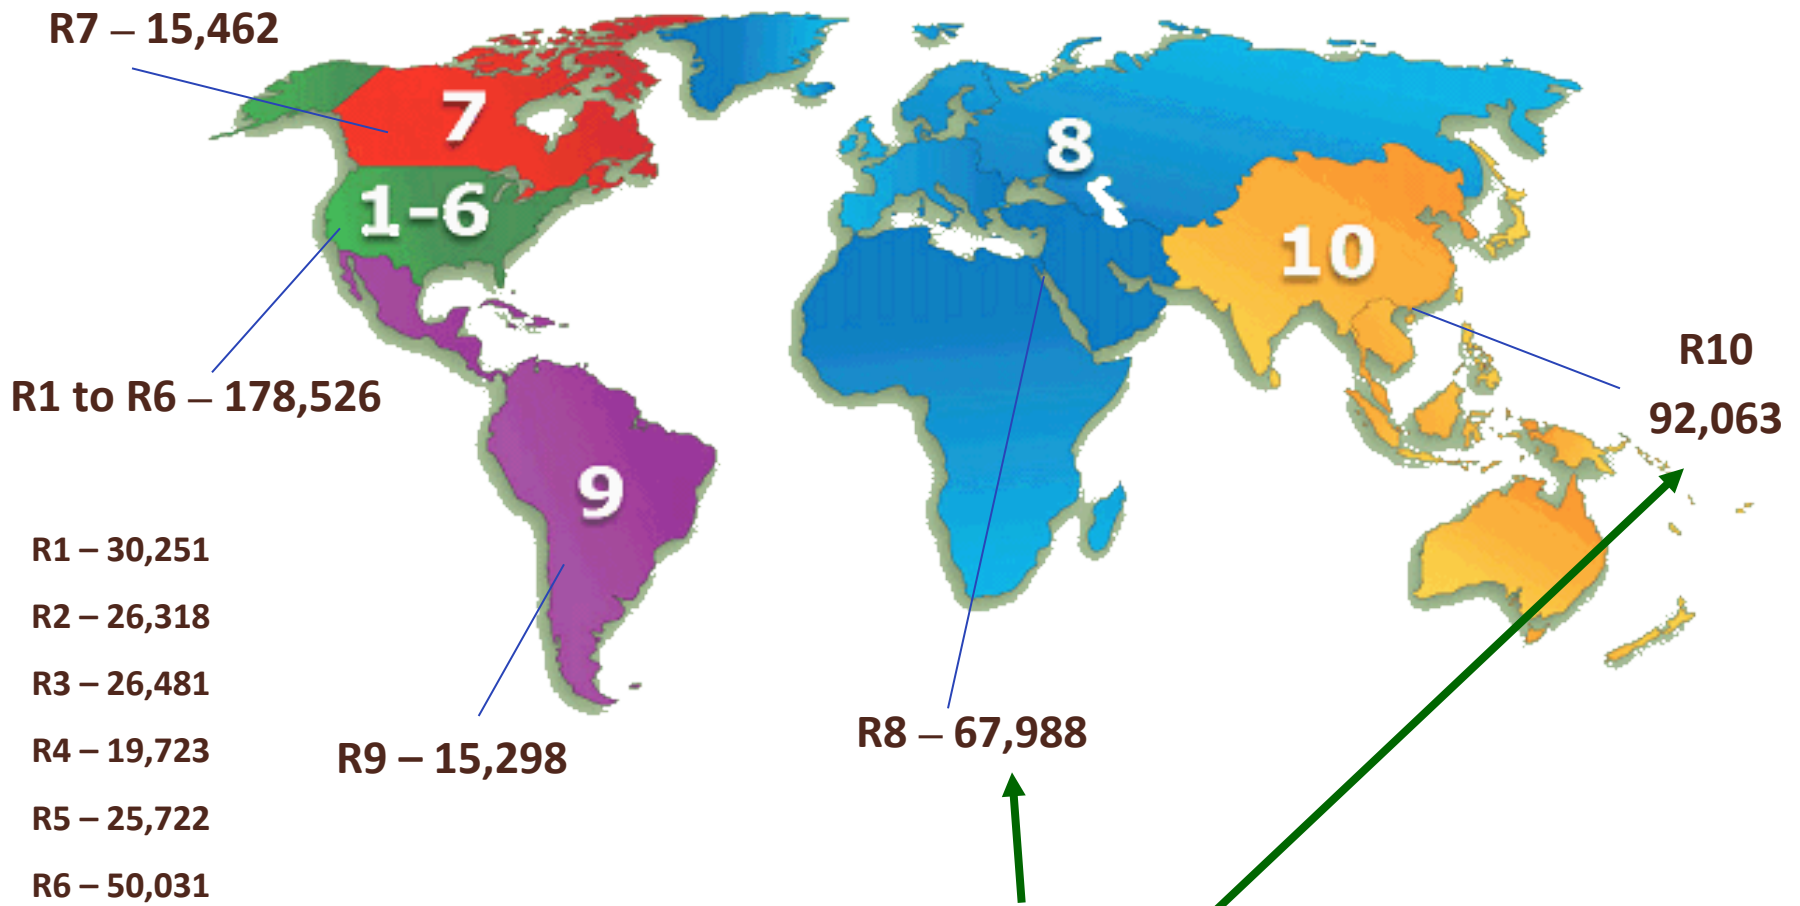 R7 – 15,462
7
8
1-6
10
R10
92,063
R1 to R6 – 178,526
9
R1 – 30,251
R2 – 26,318
R3 – 26,481
R4 – 19,723
R5 – 25,722
R6 – 50,031
R9 – 15,298
R8 – 67,988